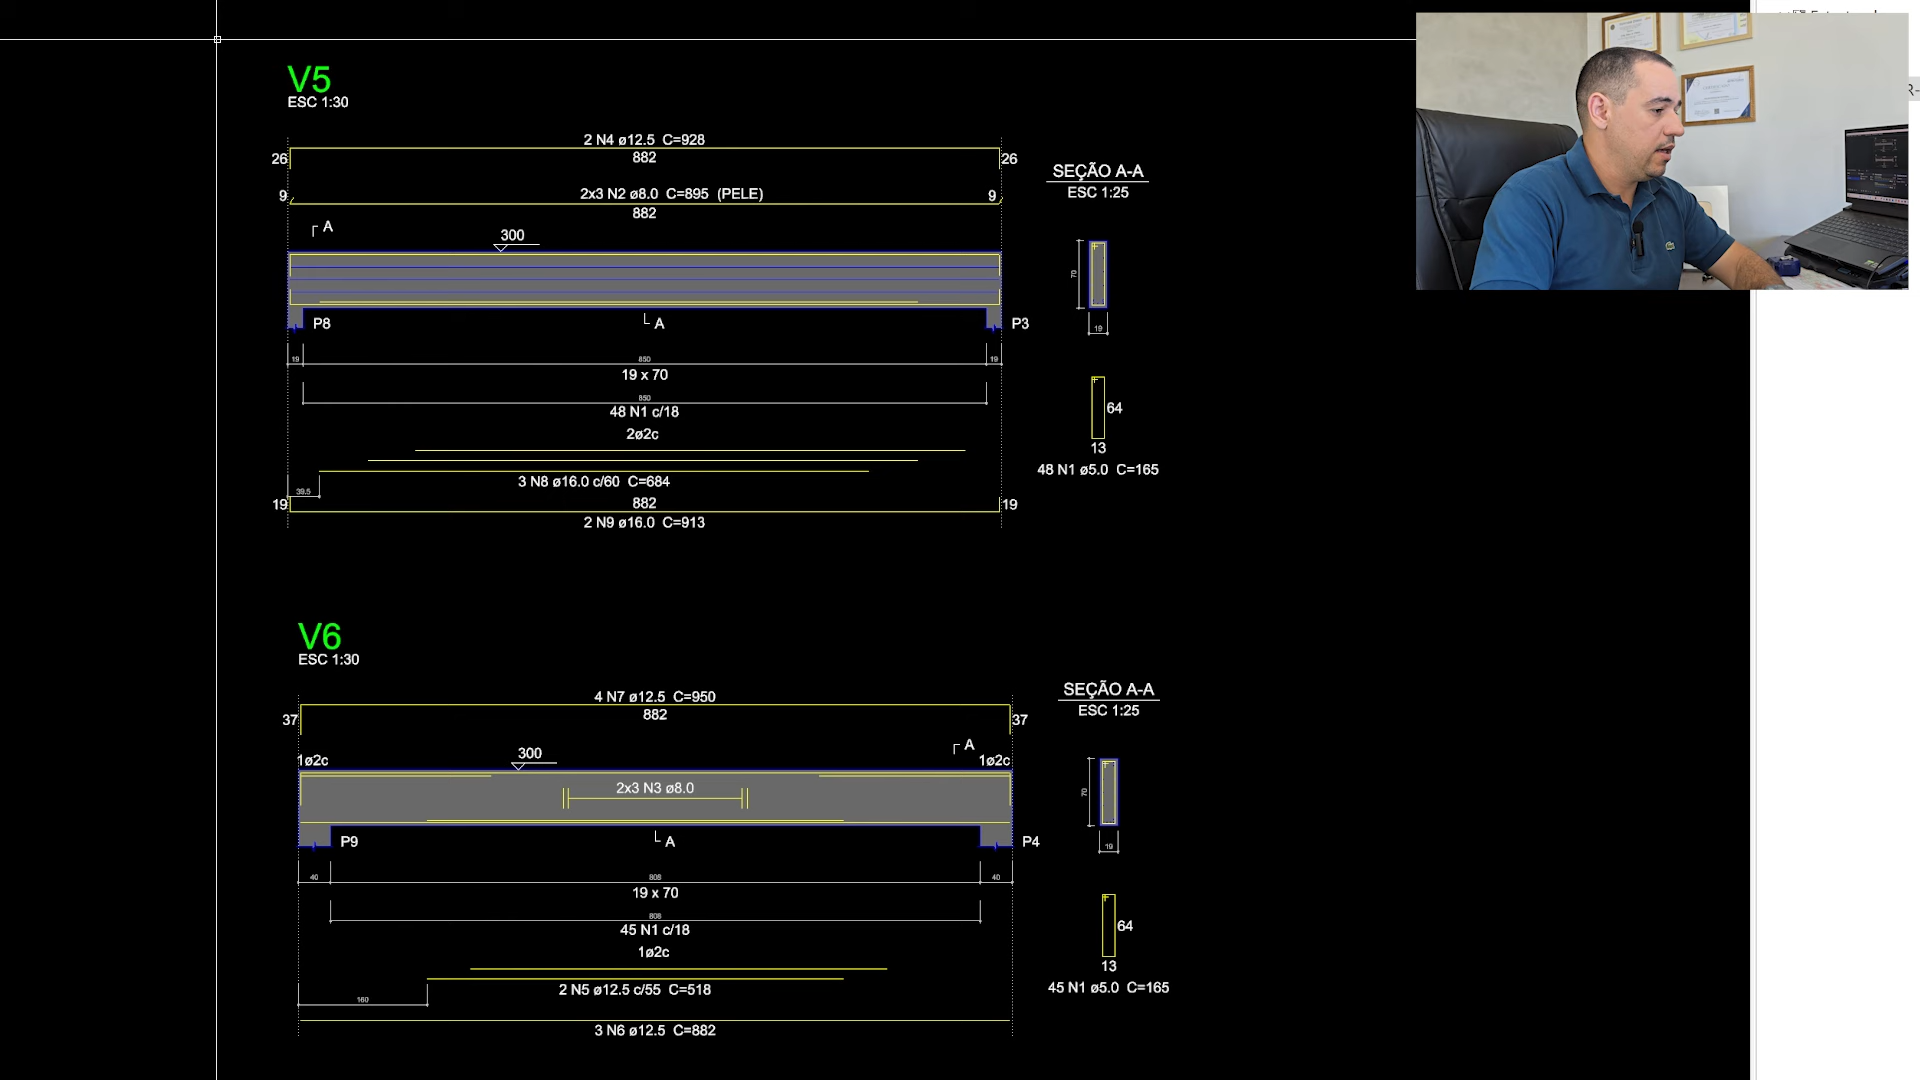 V5
ESC 1:30
2 N4 ø12.5 C=928
26
882
26
2x3 N2 ø8.0 C=895 (PELE)
9
882
9
A
300
P8
A
P3
19
850
19
19 x 70
850
48 N1 c/18
2ø2c
3 N8 ø16.0 c/60 C=684
39.5
19
882
19
2 N9 ø16.0 C=913
SEÇÃO A-A
ESC 1:25
70
19
64
13
48 N1 ø5.0 C=165
V6
ESC 1:30
4 N7 ø12.5 C=950
37
882
37
1ø2c
300
A
1ø2c
2x3 N3 ø8.0
P9
A
P4
40
808
40
19 x 70
808
45 N1 c/18
1ø2c
2 N5 ø12.5 c/55 C=518
160
3 N6 ø12.5 C=882
SEÇÃO A-A
ESC 1:25
70
19
64
13
45 N1 ø5.0 C=165
R-